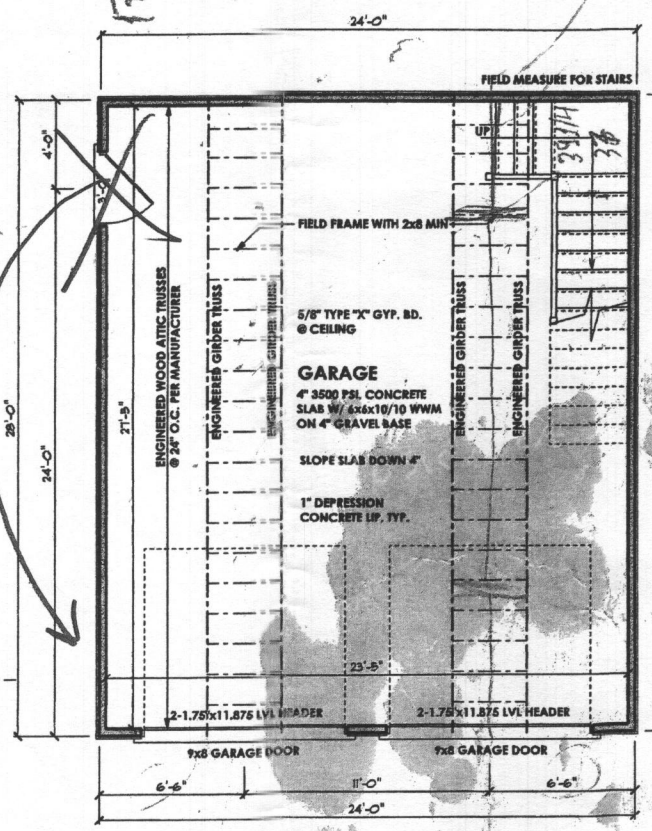 24'-0"
FIELD MEASURE FOR STAIRS
UP
4'-0"
FIELD FRAME WITH 2x8 MIN
ENGINEERED WOOD ATTIC TRUSSES
@ 24" O.C. PER MANUFACTURER
ENGINEERED GIRDER TRUSS
ENGINEERED GIRDER TRUSS
5/8" TYPE "X" GYP. BD.
@ CEILING
GARAGE
4" 3500 PSI. CONCRETE
SLAB W/ 6x6x10/10 WWM
ON 4" GRAVEL BASE
SLOPE SLAB DOWN 4"
1" DEPRESSION
CONCRETE LIP, TYP.
ENGINEERED GIRDER TRUSS
ENGINEERED GIRDER TRUSS
28'-0"
24'-0"
27'-5"
23'-5"
2-1.75"x11.875 LVL HEADER
2-1.75"x11.875 LVL HEADER
9x8 GARAGE DOOR
9x8 GARAGE DOOR
6'-6"
11'-0"
6'-6"
24'-0"